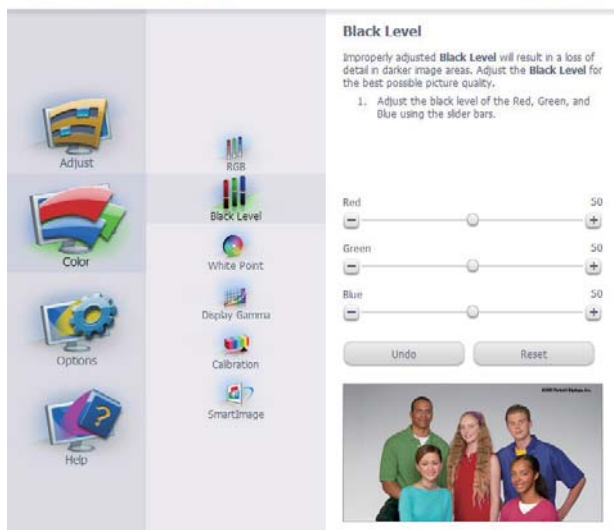 Black Level
Improperly adjusted Black Level will result in a loss of
detail in darker image areas. Adjust the Black Level for
the best possible picture quality.
1. Adjust the black level of the Red, Green, and
Blue using the slider bars.
Adjust
Color
Options
Help
RGB
Black Level
White Point
Display Gamma
Calibration
SmartImage
Red 50
Green 50
Blue 50
Undo Reset